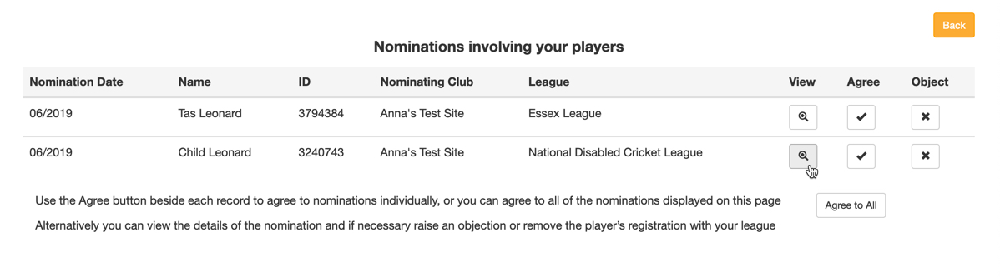 Back
Nominations involving your players
Nomination Date Name ID Nominating Club League View Agree Object
06/2019 Tas Leonard 3794384 Anna's Test Site Essex League
06/2019 Child Leonard 3240743 Anna's Test Site National Disabled Cricket League
Use the Agree button beside each record to agree to nominations individually, or you can agree to all of the nominations displayed on this page Agree to All
Alternatively you can view the details of the nomination and if necessary raise an objection or remove the player’s registration with your league